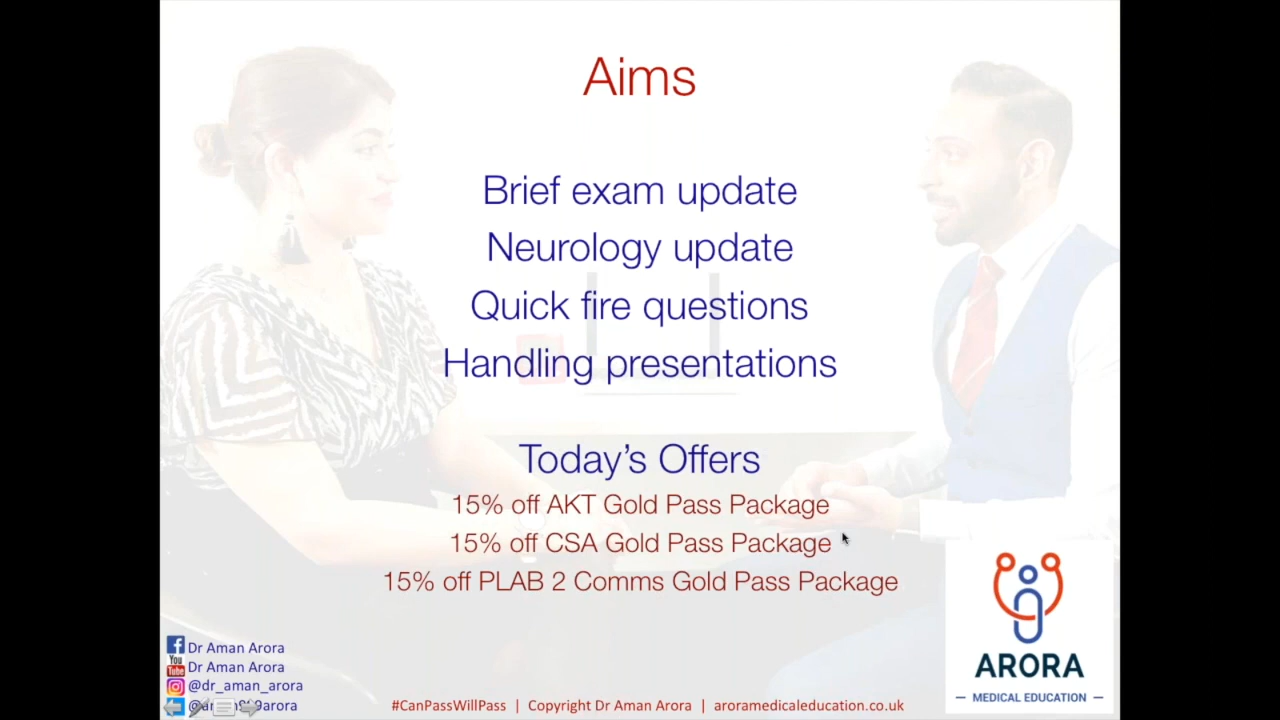 Aims
Brief exam update
Neurology update
Quick fire questions
Handling presentations
Today's Offers
15% off AKT Gold Pass Package
15% off CSA Gold Pass Package
15% off PLAB 2 Comms Gold Pass Package
ARORA
MEDICAL EDUCATION
Dr Aman Arora
You
Tube
Dr Aman Arora
@dr_aman_arora
#CanPassWillPass | Copyright Dr Aman Arora | aroramedicaleducation.co.uk